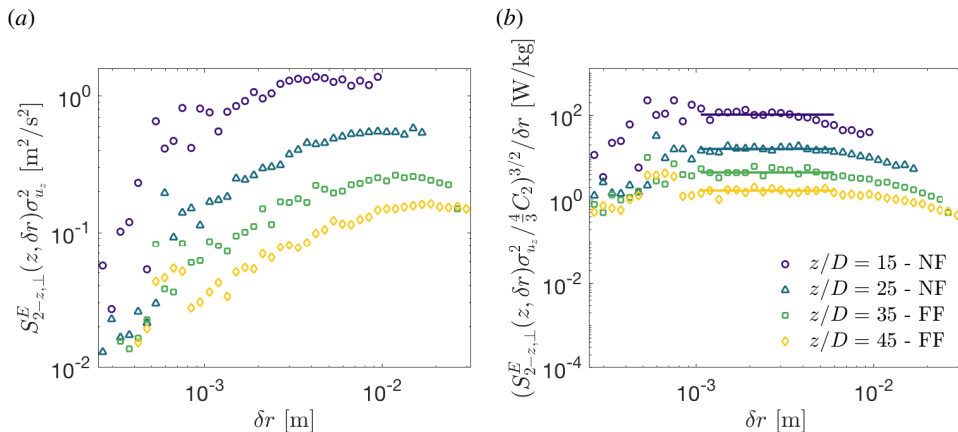 (a)
(b)
S^E_{2-z,⊥}(z, δr)σ²_{u_z} [m²/s²]
10^0
10^{-1}
10^{-2}
10^{-3}
10^{-2}
δr [m]
(S^E_{2-z,⊥}(z, δr)σ²_{u_z}/\frac{4}{3}C_2)^{3/2}/δr [W/kg]
10^2
10^0
10^{-2}
10^{-4}
z/D = 15 - NF
z/D = 25 - NF
z/D = 35 - FF
z/D = 45 - FF
10^{-3}
10^{-2}
δr [m]